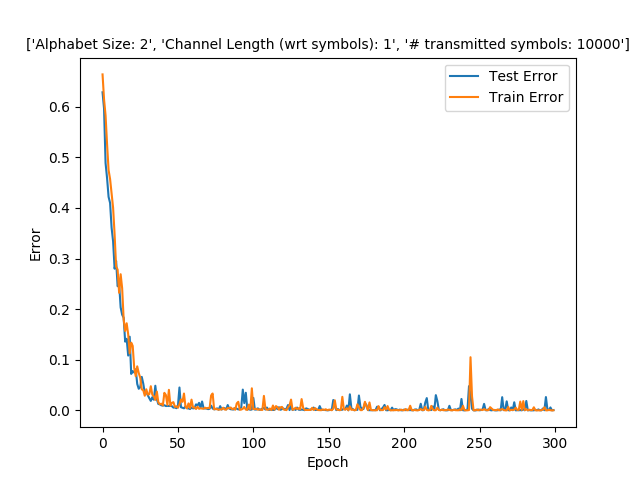 ['Alphabet Size: 2', 'Channel Length (wrt symbols): 1', '# transmitted symbols: 10000']
Test Error
Train Error
Error
0.6
0.5
0.4
0.3
0.2
0.1
0.0
0 50 100 150 200 250 300
Epoch